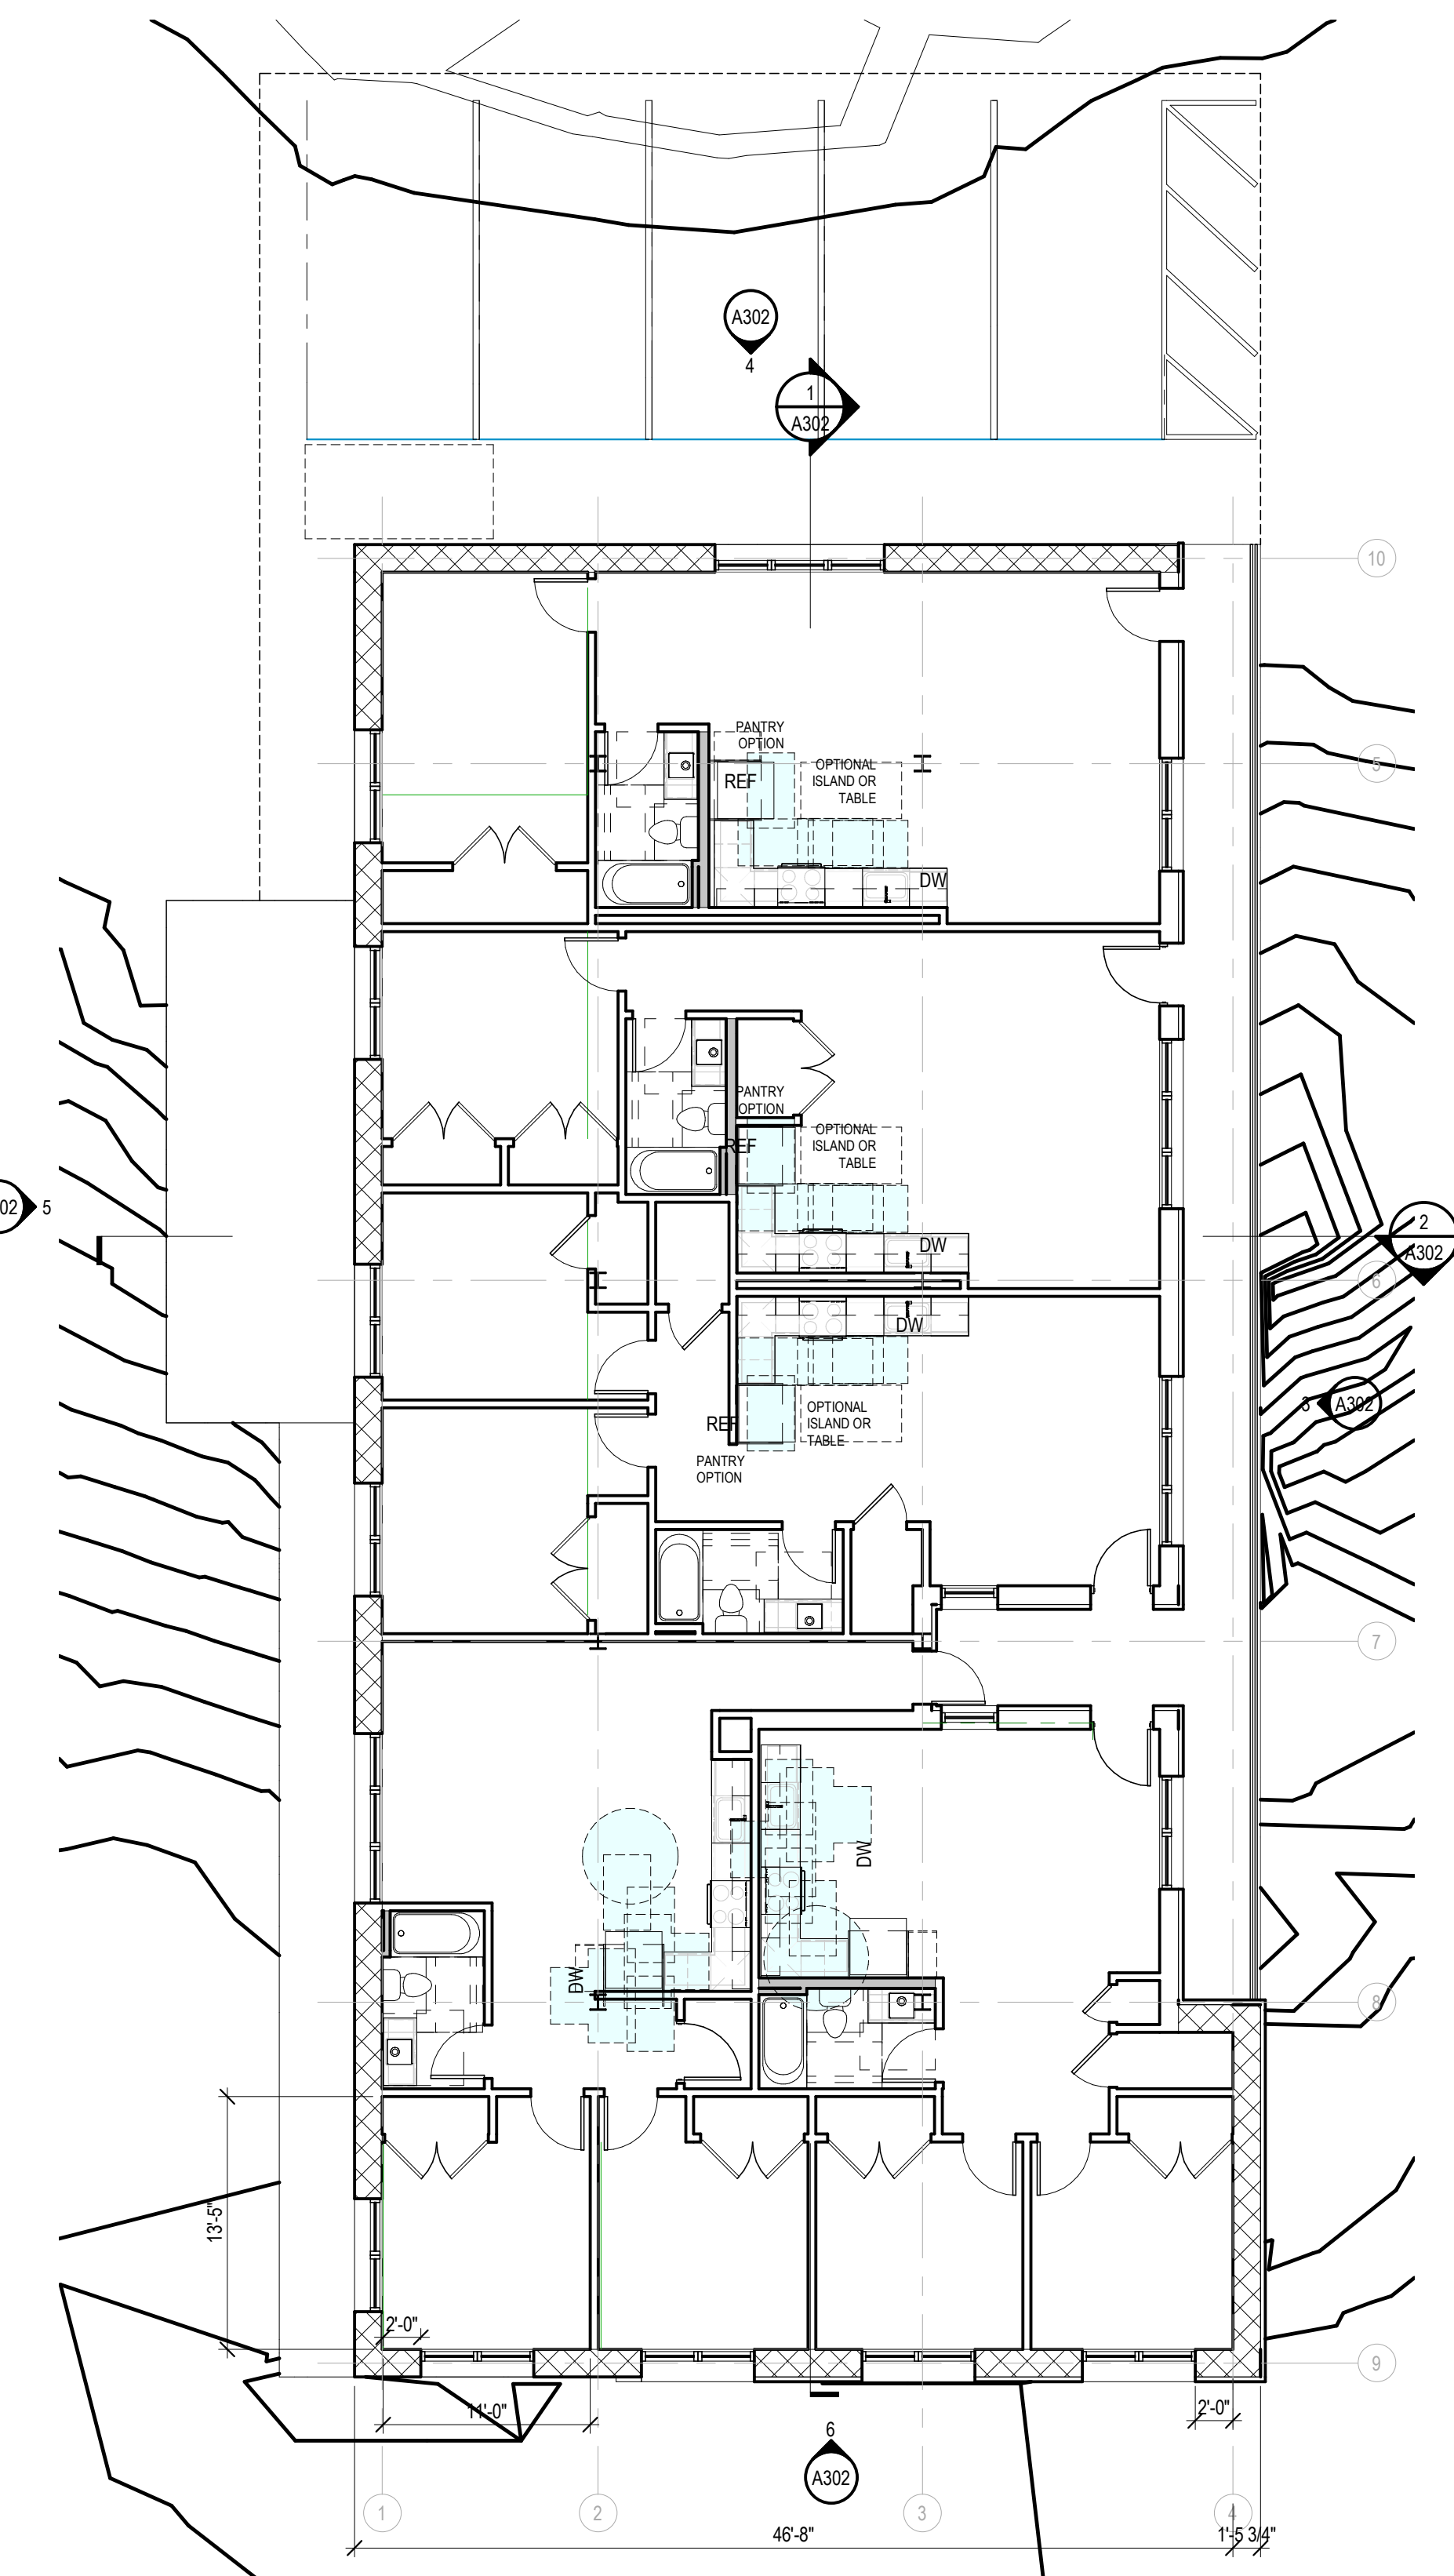 A302
4
1
A302
10
PANTRY
OPTION
OPTIONAL
ISLAND OR
TABLE
5
REF
DW
PANTRY
OPTION
OPTIONAL
ISLAND OR
TABLE
REF
02
5
2
A302
DW
6
DW
3
A302
OPTIONAL
ISLAND OR
TABLE
REF
PANTRY
OPTION
7
DW
DW
8
13'-5"
2'-0"
9
11'-0"
2'-0"
6
A302
1
2
3
4
46'-8"
1'-5 3/4"